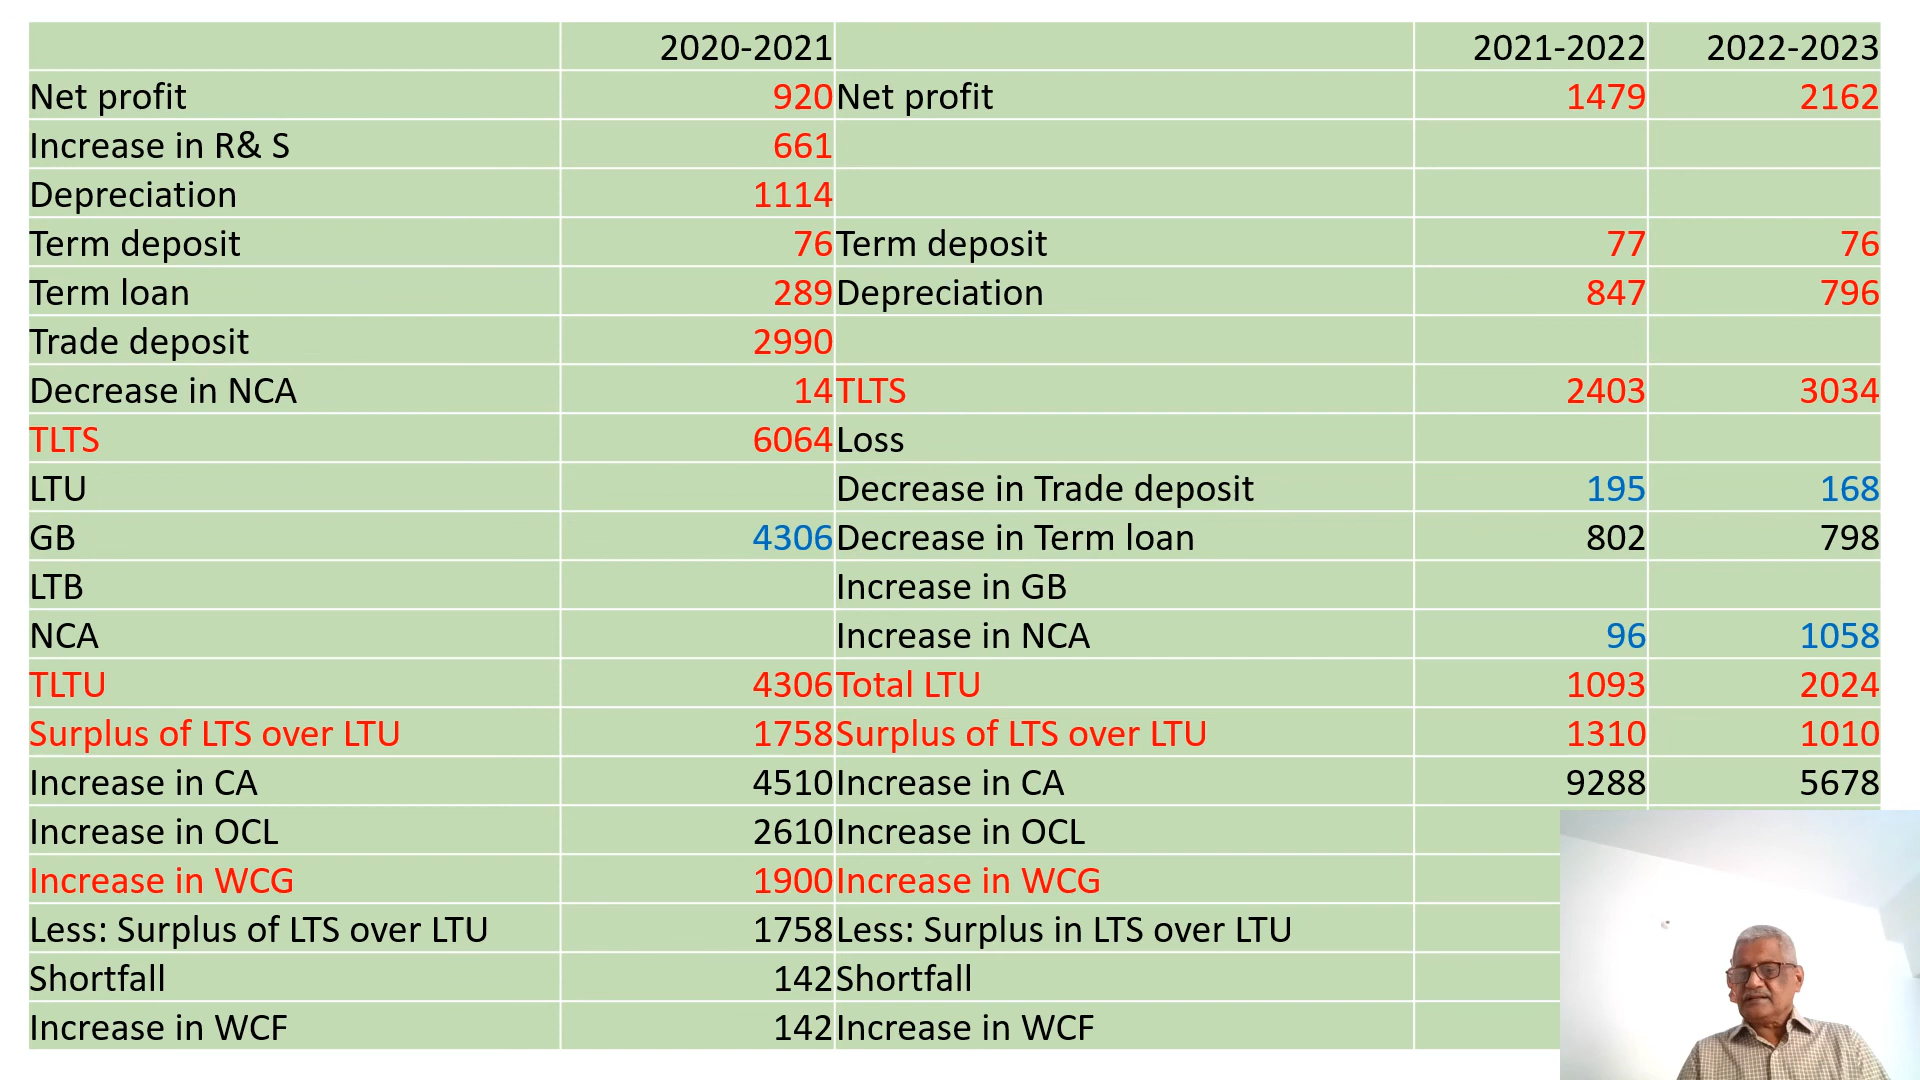 2020-2021 2021-2022 2022-2023
Net profit 920 Net profit 1479 2162
Increase in R& S 661
Depreciation 1114
Term deposit 76 Term deposit 77 76
Term loan 289 Depreciation 847 796
Trade deposit 2990
Decrease in NCA 14 TLTS 2403 3034
TLTS 6064 Loss
LTU Decrease in Trade deposit 195 168
GB 4306 Decrease in Term loan 802 798
LTB Increase in GB
NCA Increase in NCA 96 1058
TLTU 4306 Total LTU 1093 2024
Surplus of LTS over LTU 1758 Surplus of LTS over LTU 1310 1010
Increase in CA 4510 Increase in CA 9288 5678
Increase in OCL 2610 Increase in OCL
Increase in WCG 1900 Increase in WCG
Less: Surplus of LTS over LTU 1758 Less: Surplus in LTS over LTU
Shortfall 142 Shortfall
Increase in WCF 142 Increase in WCF